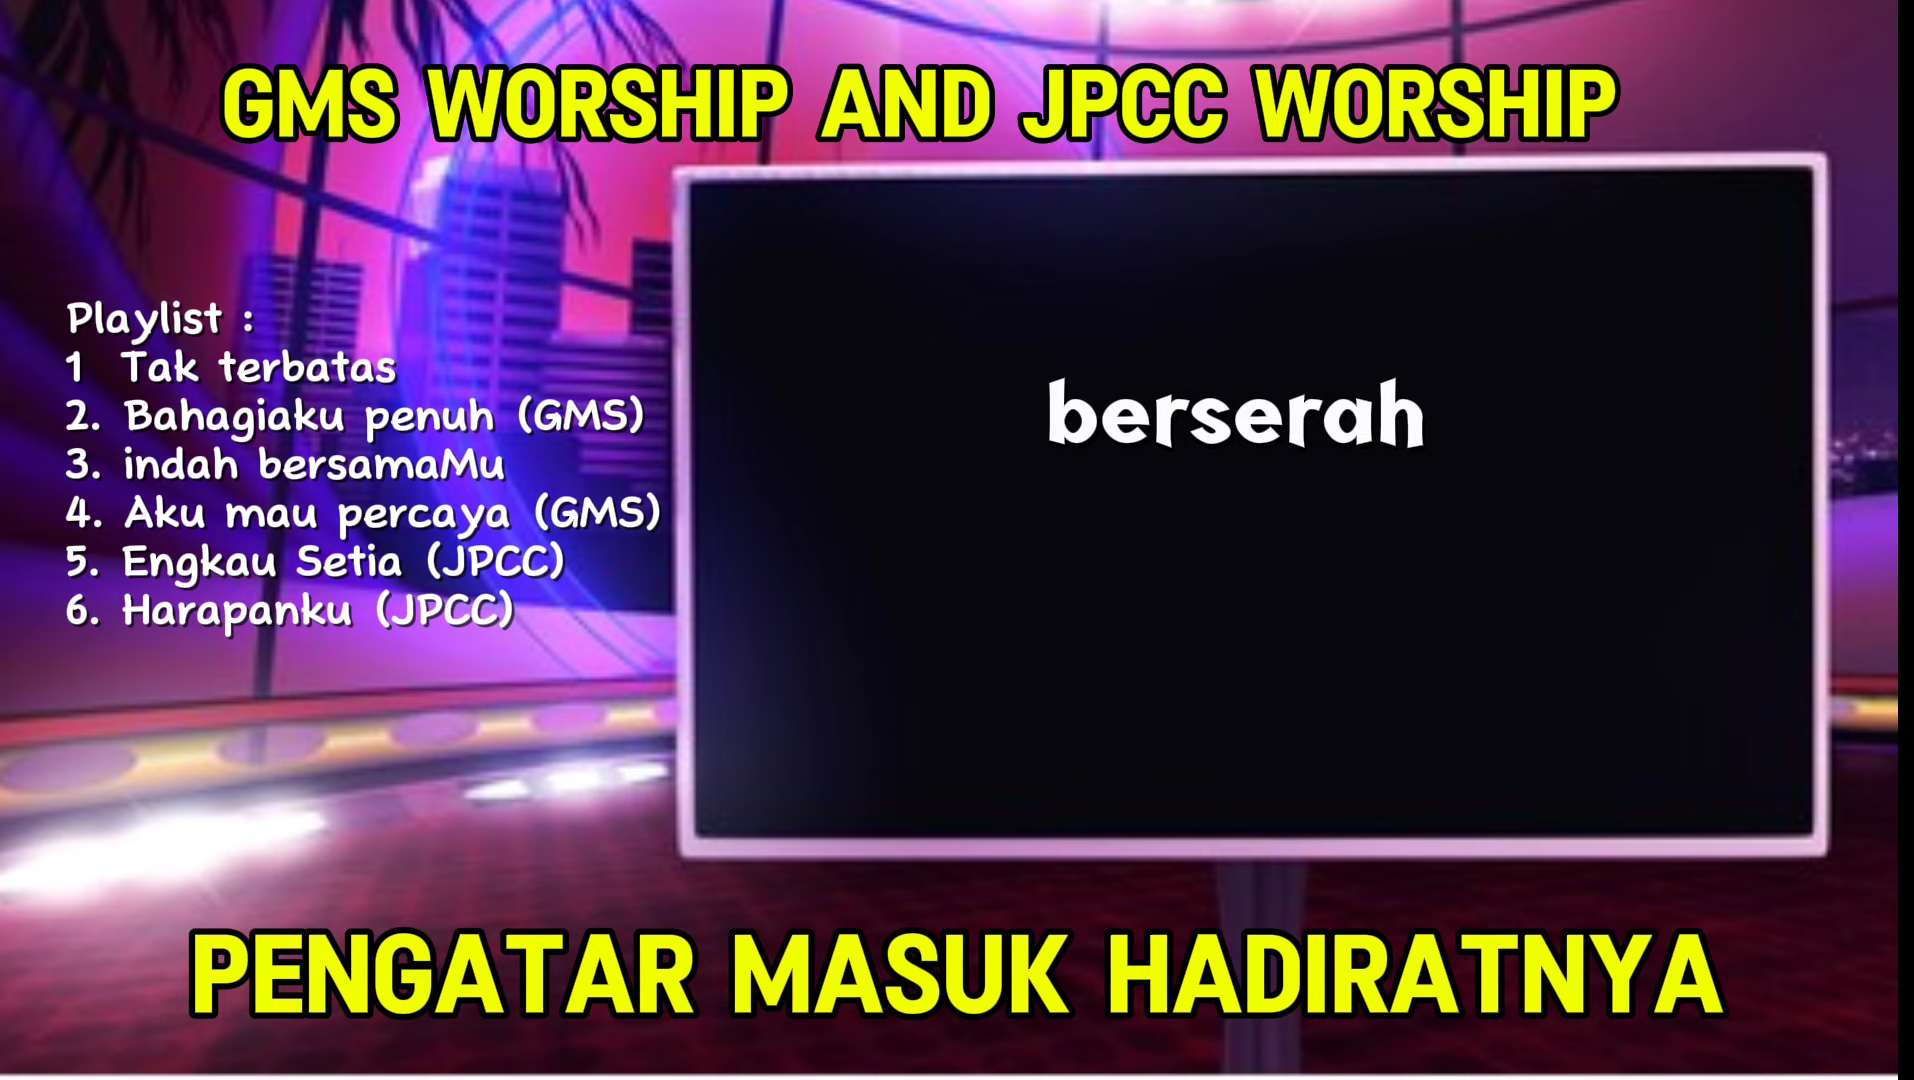 GMS WORSHIP AND JPCC WORSHIP
Playlist :
1 Tak terbatas
2. Bahagiaku penuh (GMS)
3. indah bersamaMu
4. Aku mau percaya (GMS)
5. Engkau Setia (JPCC)
6. Harapanku (JPCC)
berserah
PENGATAR MASUK HADIRATNYA